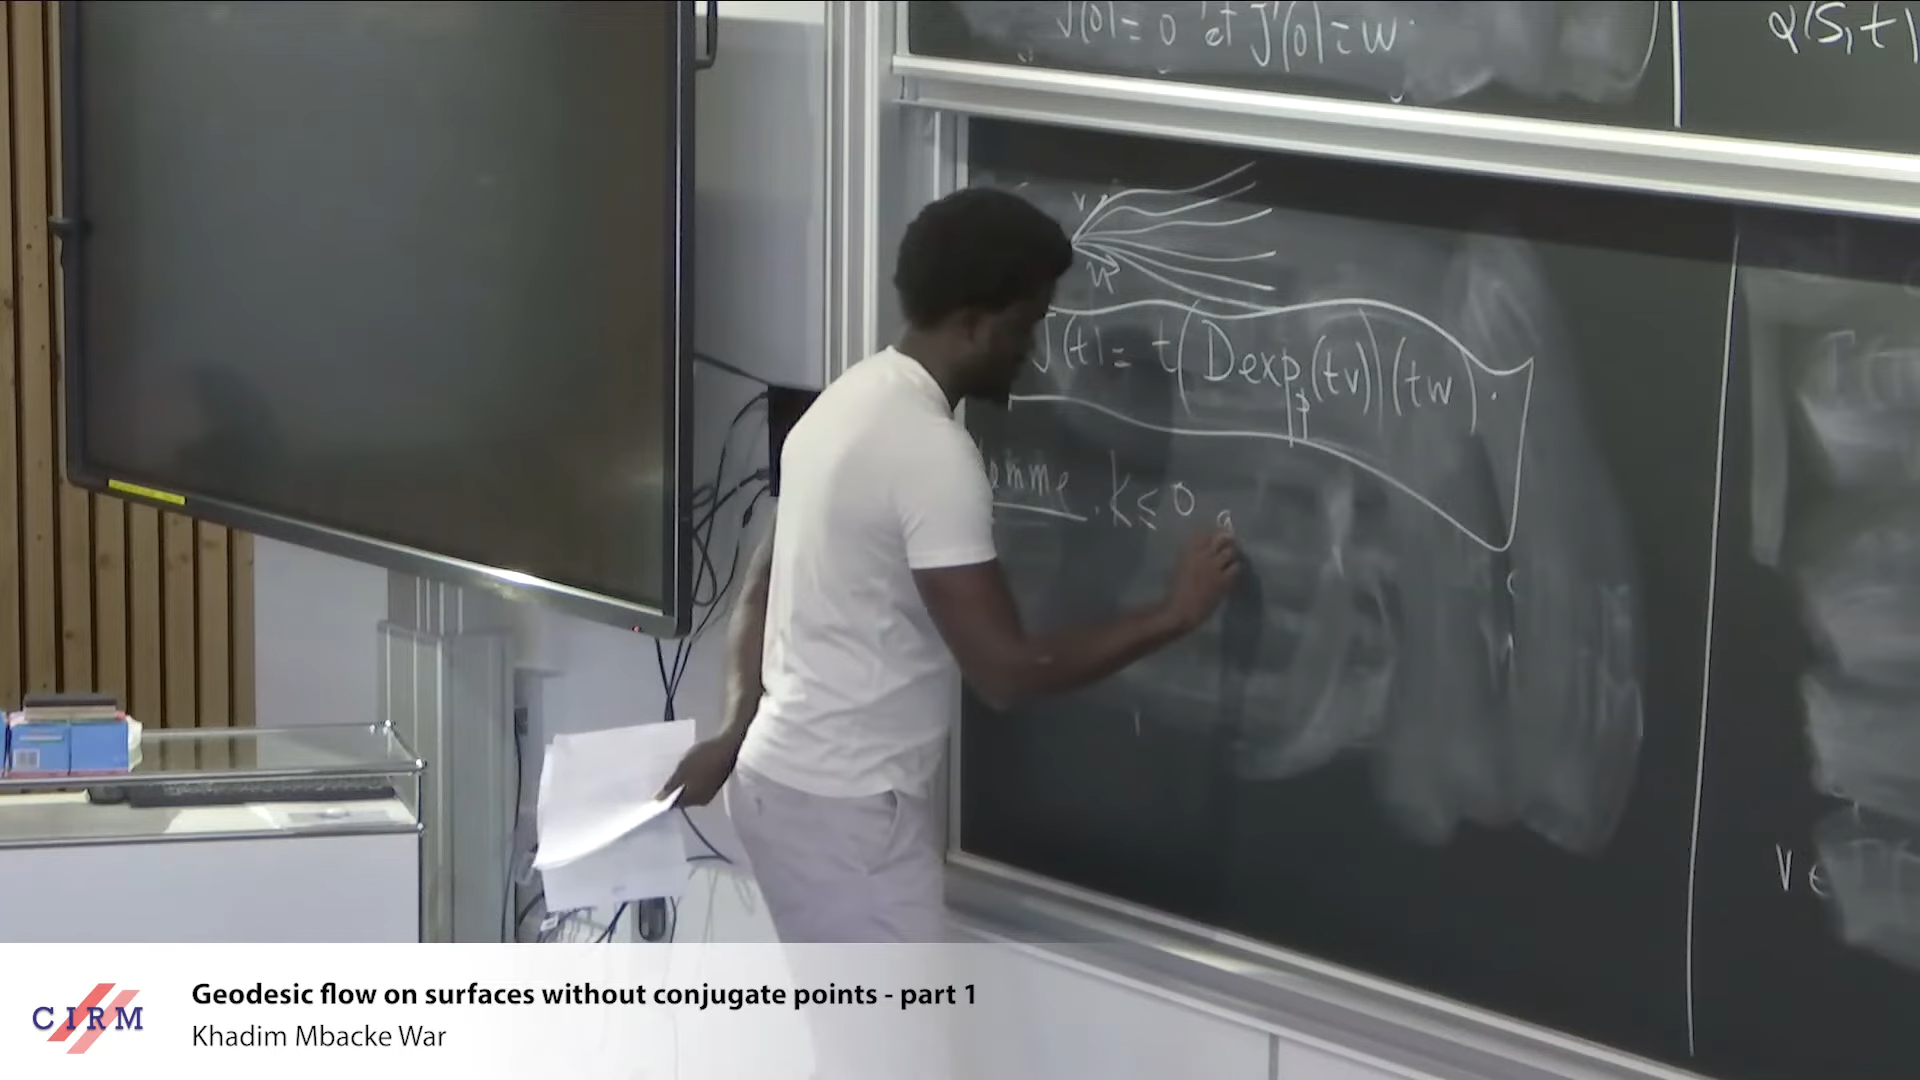 J(0) = 0 et J'(0) = w.
α(s,t)
v
w
J(t) = t(Dexp_p(tv))(tw).
Lemme. K ≤ 0
V
CIRM
Geodesic flow on surfaces without conjugate points - part 1
Khadim Mbacke War